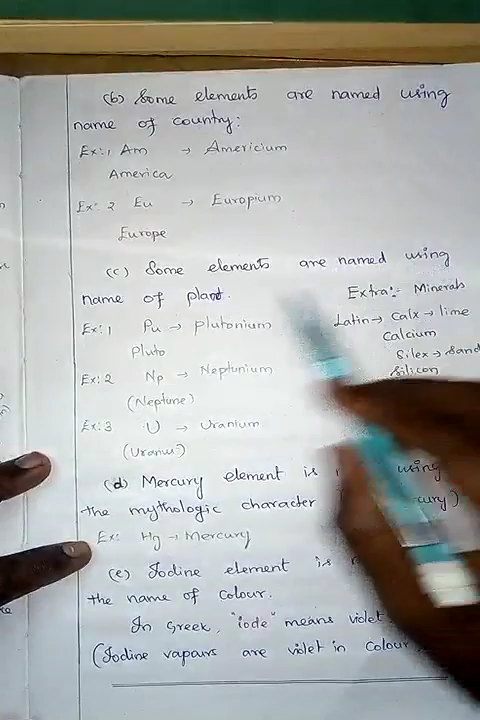 (b) Some elements are named using
name of country:
Ex: 1 Am → Americium
America
Ex: 2 Eu → Europium
Europe
(c) Some elements are named using
name of plant.
Extra:- Minerals
Ex: 1 Pu → Plutonium
Latin → Calx → lime
Calcium
Pluto
Silex → Sand
Silicon
Ex: 2 Np → Neptunium
(Neptune)
Ex: 3 U → Uranium
(Uranus)
(d) Mercury element is using
the mythologic character
Ex: Hg → Mercury
(e) Iodine element is
the name of colour.
In Greek, "iode" means violet
(Iodine vapours are violet in colour